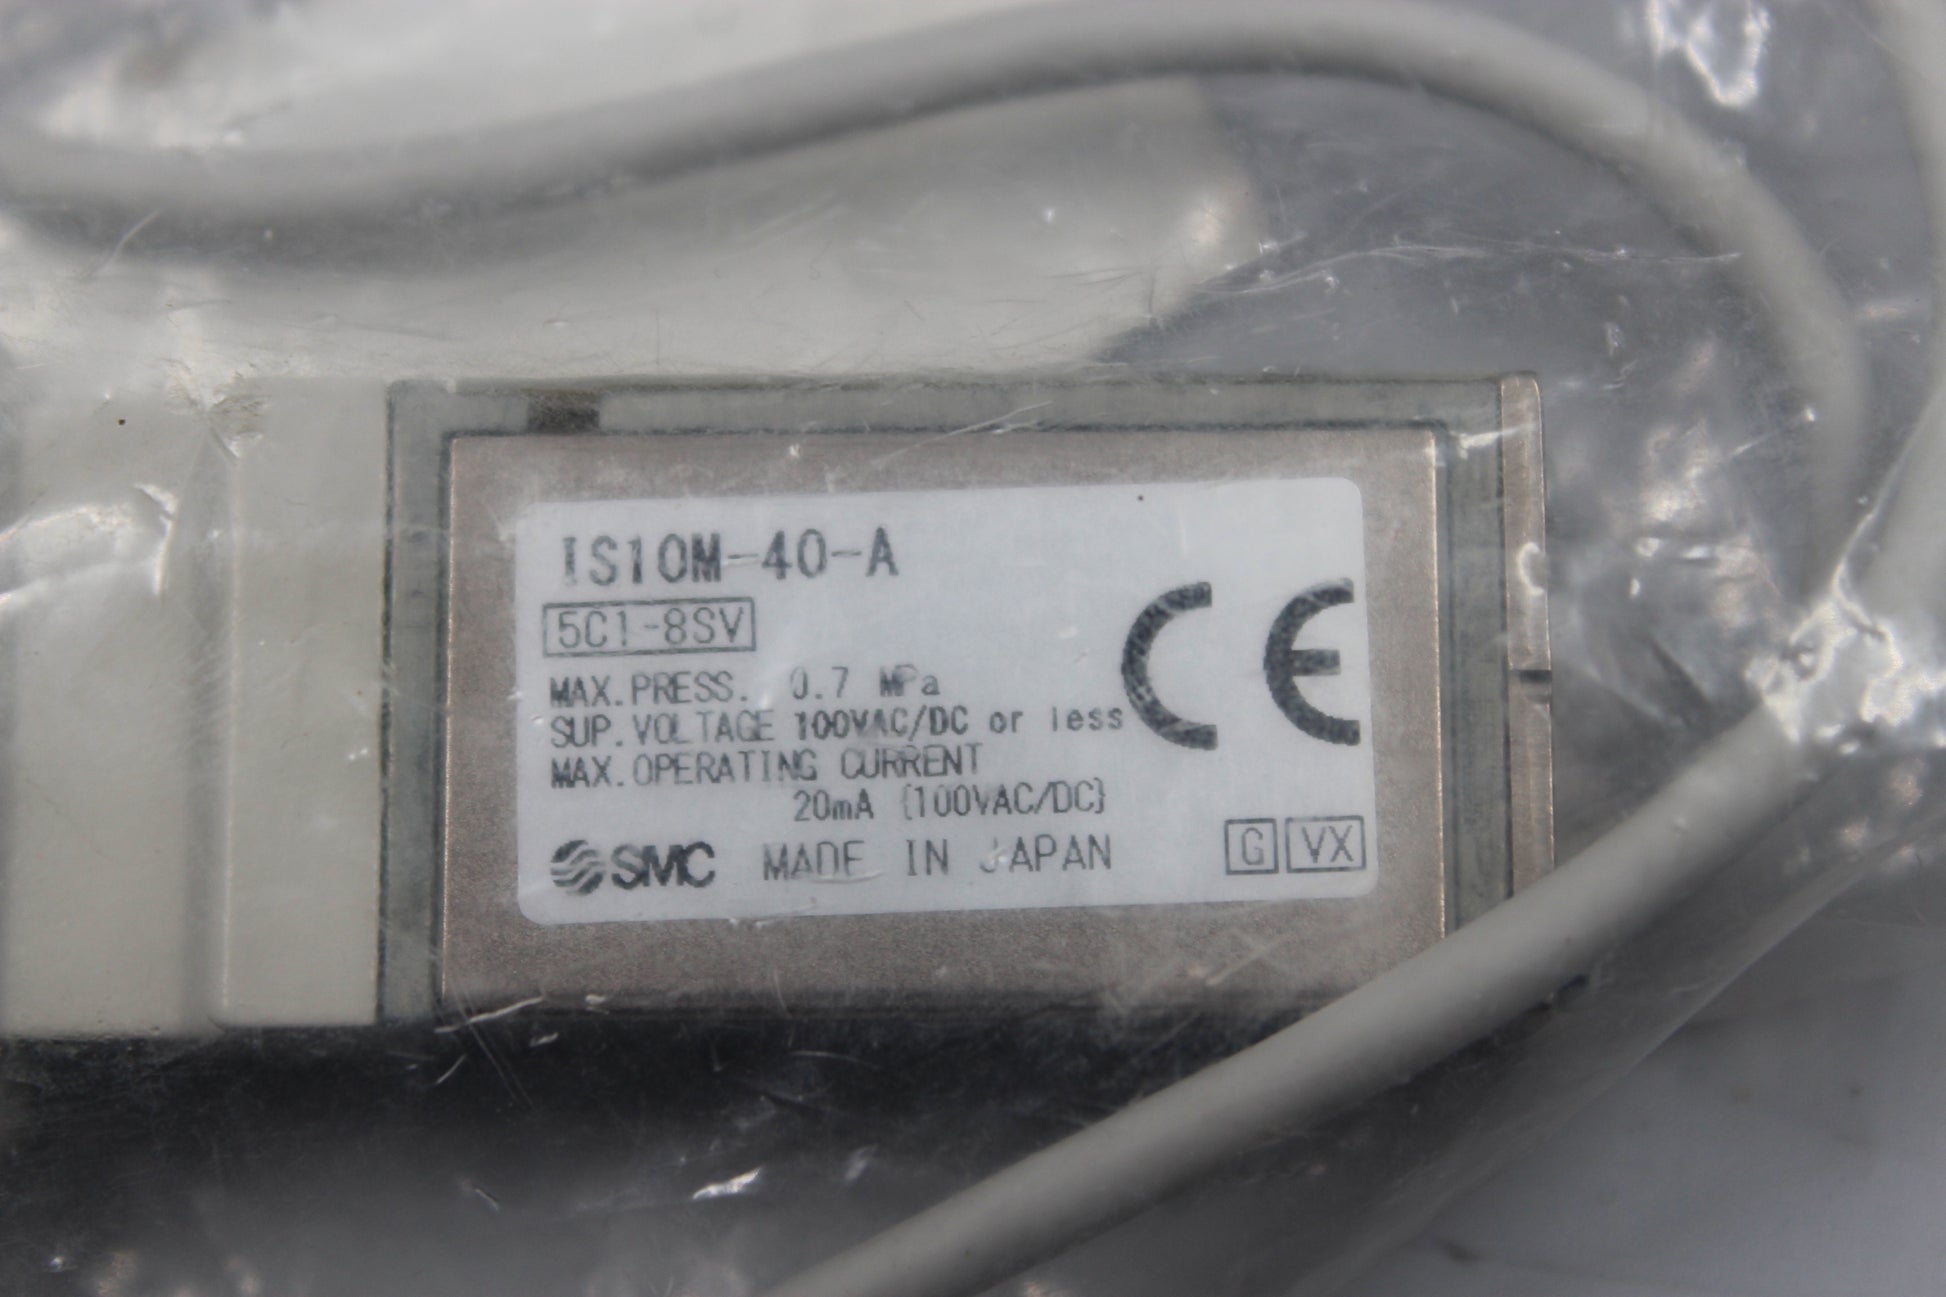 IS10M-40-A
5C1-8SV
MAX.PRESS. 0.7 MPa
SUP.VOLTAGE 100VAC/DC or less
MAX.OPERATING CURRENT
20mA (100VAC/DC)
CE
SMC MADE IN JAPAN
G VX